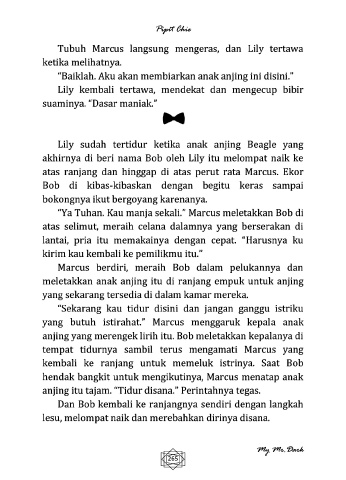 Pipit Chie
Tubuh Marcus langsung mengeras, dan Lily tertawa
ketika melihatnya.
"Baiklah. Aku akan membiarkan anak anjing ini disini."
Lily kembali tertawa, mendekat dan mengecup bibir
suaminya. "Dasar maniak."
Lily sudah tertidur ketika anak anjing Beagle yang
akhirnya di beri nama Bob oleh Lily itu melompat naik ke
atas ranjang dan hinggap di atas perut rata Marcus. Ekor
Bob di kibas-kibaskan dengan begitu keras sampai
bokongnya ikut bergoyang karenanya.
"Ya Tuhan. Kau manja sekali." Marcus meletakkan Bob di
atas selimut, meraih celana dalamnya yang berserakan di
lantai, pria itu memakainya dengan cepat. "Harusnya ku
kirim kau kembali ke pemilikmu itu."
Marcus berdiri, meraih Bob dalam pelukannya dan
meletakkan anak anjing itu di ranjang empuk untuk anjing
yang sekarang tersedia di dalam kamar mereka.
"Sekarang kau tidur disini dan jangan ganggu istriku
yang butuh istirahat." Marcus menggaruk kepala anak
anjing yang merengek lirih itu. Bob meletakkan kepalanya di
tempat tidurnya sambil terus mengamati Marcus yang
kembali ke ranjang untuk memeluk istrinya. Saat Bob
hendak bangkit untuk mengikutinya, Marcus menatap anak
anjing itu tajam. "Tidur disana." Perintahnya tegas.
Dan Bob kembali ke ranjangnya sendiri dengan langkah
lesu, melompat naik dan merebahkan dirinya disana.
My Mr. Dark
265